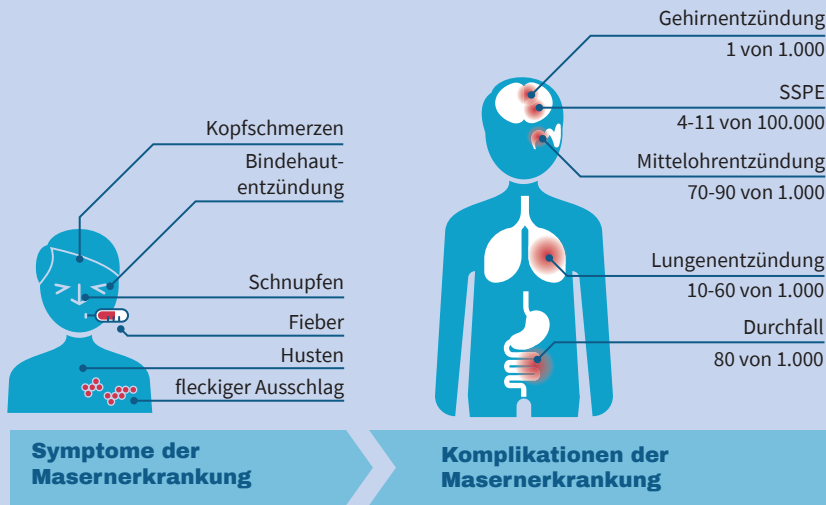 Kopfschmerzen
Bindehaut-
entzündung
Schnupfen
Fieber
Husten
fleckiger Ausschlag
Symptome der
Masernerkrankung
Gehirnentzündung
1 von 1.000
SSPE
4-11 von 100.000
Mittelohrentzündung
70-90 von 1.000
Lungenentzündung
10-60 von 1.000
Durchfall
80 von 1.000
Komplikationen der
Masernerkrankung